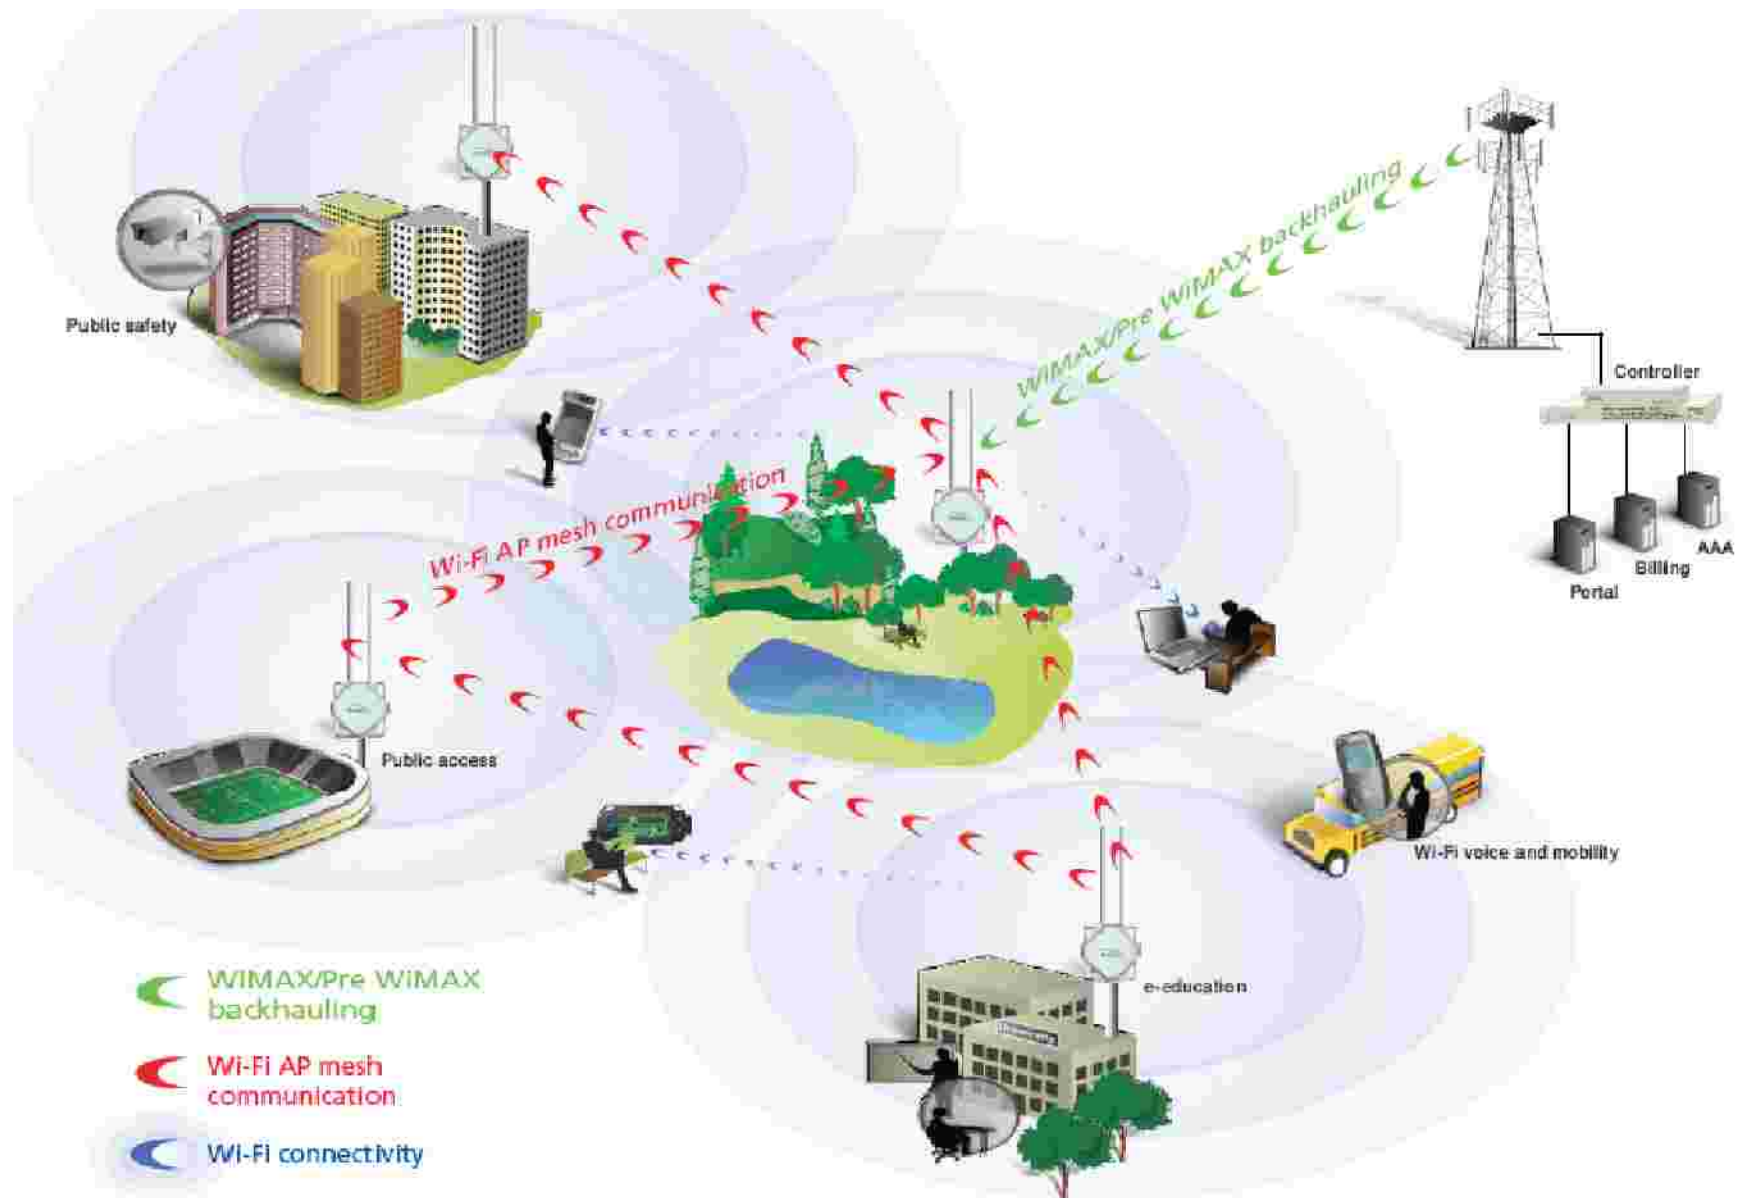 WiMAX/Pre WiMAX backhauling
Public safety
Controller
Wi-Fi AP mesh communication
AAA
Billing
Portal
Public access
Wi-Fi voice and mobility
e-education
WiMAX/Pre WiMAX
backhauling
Wi-Fi AP mesh
communication
Wi-Fi connectivity